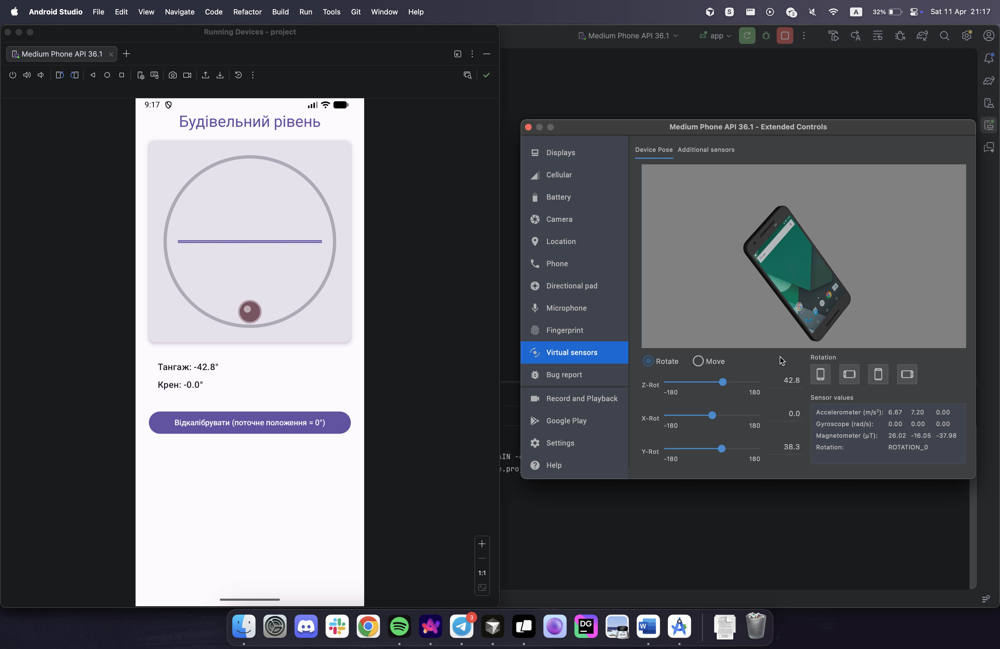 Android Studio File Edit View Navigate Code Refactor Build Run Tools Git Window Help
S 3 A 32% Sat 11 Apr 21:17
Running Devices - project
Medium Phone API 36.1
9:17
Будівельний рівень
Тангаж: -42.8°
Крен: -0.0°
Відкалібрувати (поточне положення = 0°)
1:1
Medium Phone API 36.1 app
AIN -
e.pro
Medium Phone API 36.1 - Extended Controls
Displays
Cellular
Battery
Camera
Location
Phone
Directional pad
Microphone
Fingerprint
Virtual sensors
Bug report
Record and Playback
Google Play
Settings
Help
Device Pose Additional sensors
Google
Rotate Move
Z-Rot 42.8
-180 180
X-Rot 0.0
-180 180
Y-Rot 38.3
-180 180
Rotation
Sensor values
Accelerometer (m/s²): 6.67 7.20 0.00
Gyroscope (rad/s): 0.00 0.00 0.00
Magnetometer (μT): 26.02 -16.05 -37.98
Rotation: ROTATION_0
3
DG
W
PDF